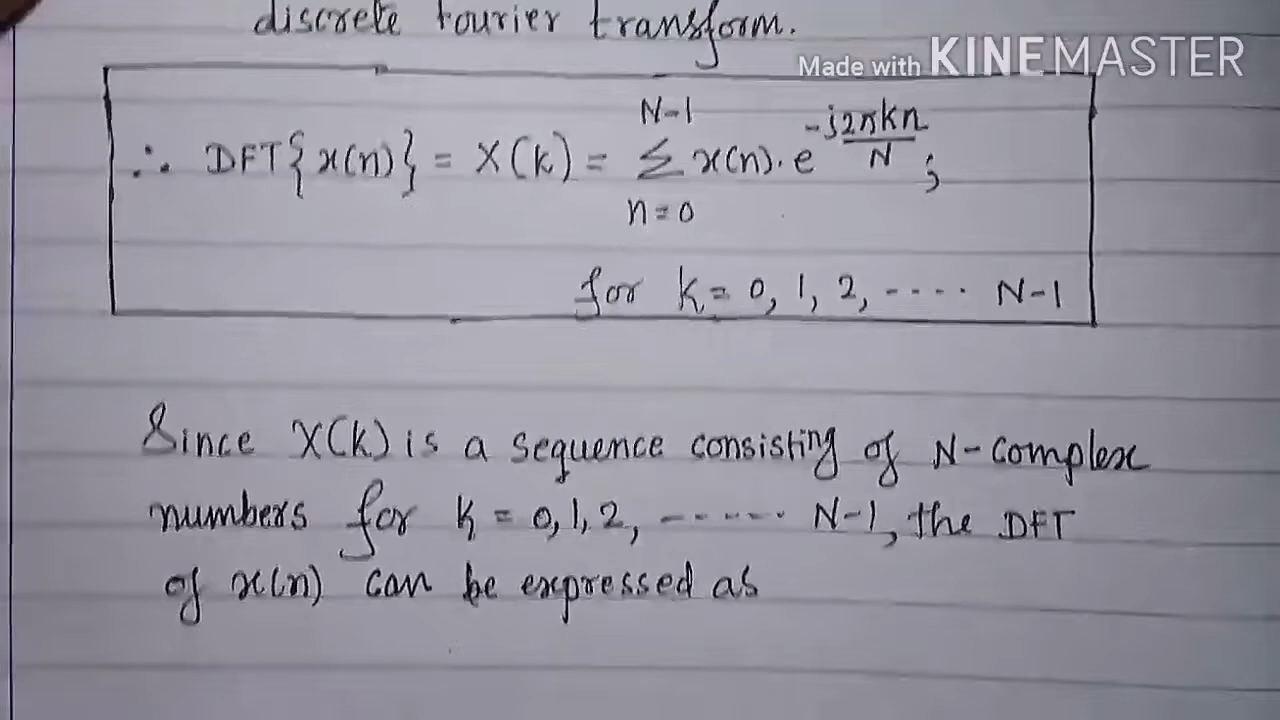 discrete fourier transform.
Made with KINEMASTER
∴ DFT{x(n)} = X(k) = Σ_{n=0}^{N-1} x(n). e^{-j2πkn/N} ;
for k = 0, 1, 2, ---- N-1
Since X(k) is a sequence consisting of N-complex
numbers for k = 0, 1, 2, ------ N-1, the DFT
of x(n) can be expressed as